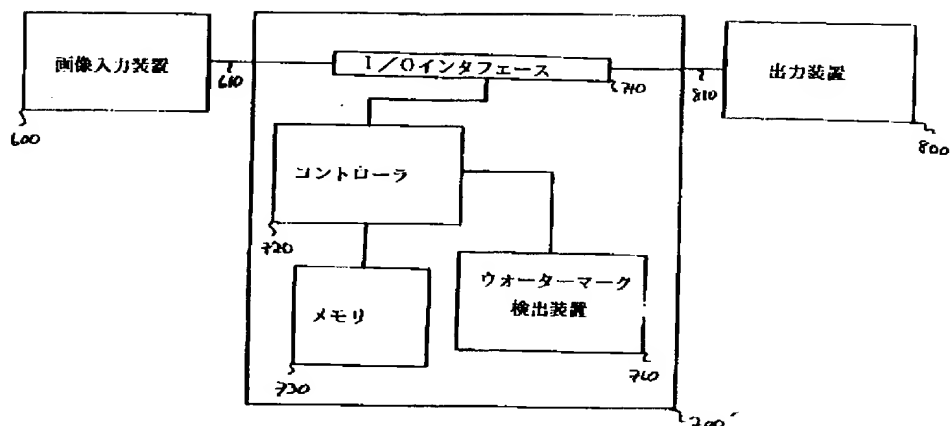 画像入力装置
I/Oインタフェース
出力装置
610
710
810
600
800
コントローラ
720
ウォーターマーク
検出装置
メモリ
730